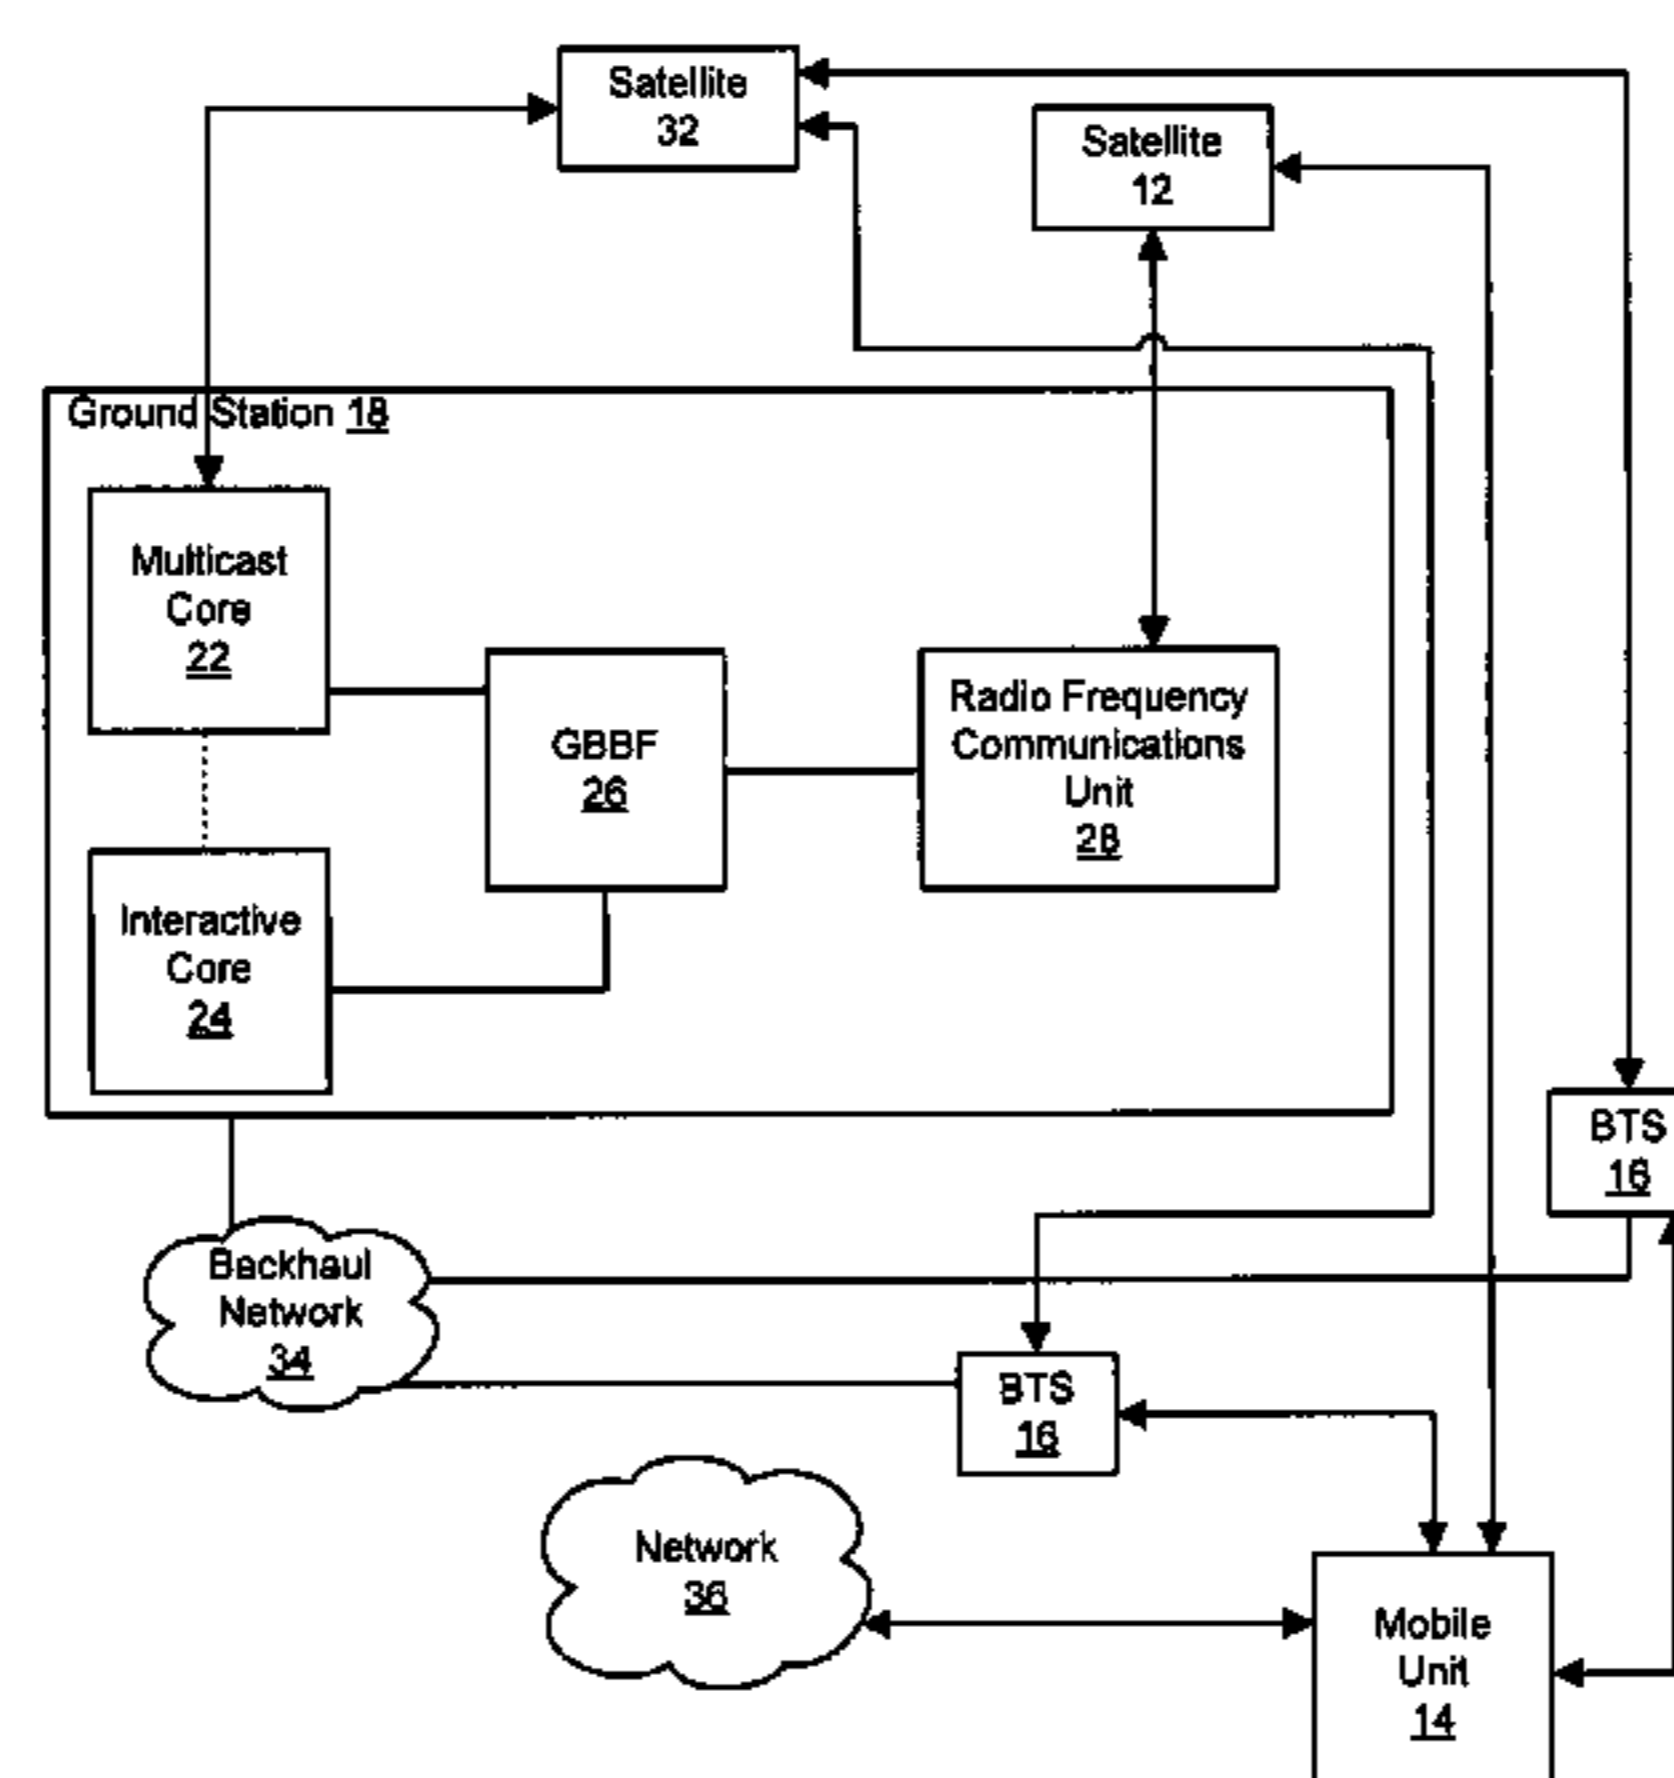 Satellite
32
Satellite
12
Ground Station 18
Multicast
Core
22
GBBF
26
Radio Frequency
Communications
Unit
28
Interactive
Core
24
BTS
16
Backhaul
Network
34
BTS
16
Network
36
Mobile
Unit
14